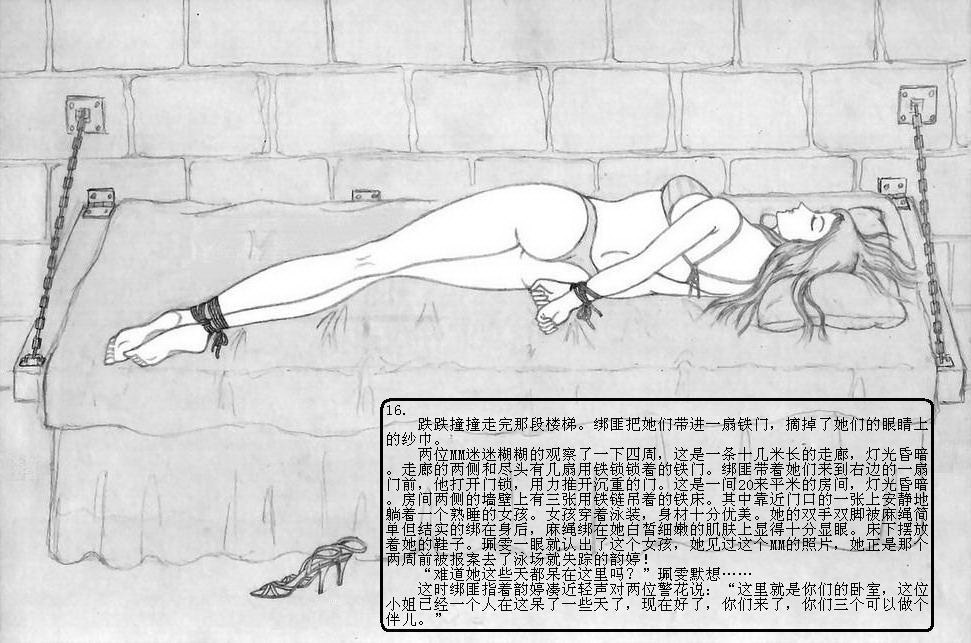 16.
跌跌撞撞走完那段楼梯。绑匪把她们带进一扇铁门，摘掉了她们的眼睛上
的纱巾。
两位MM迷迷糊糊的观察了一下四周，这是一条十几米长的走廊，灯光昏暗
。走廊的两侧和尽头有几扇用铁锁锁着的铁门。绑匪带着她们来到右边的一扇
门前，他打开门锁，用力推开沉重的门。这是一间20来平米的房间，灯光昏暗
。房间两侧的墙壁上有三张用铁链吊着的铁床。其中靠近门口的一张上安静地
躺着一个熟睡的女孩。女孩穿着泳装，身材十分优美。她的双手双脚被麻绳简
单但结实的绑在身后，麻绳绑在她白皙细嫩的肌肤上显得十分显眼。床下摆放
着她的鞋子。珮雯一眼就认出了这个女孩，她见过这个MM的照片，她正是那个
两周前被报案去了泳场就失踪的韵婷！
“难道她这些天都呆在这里吗？”珮雯默想……
这时绑匪指着韵婷凑近轻声对两位警花说：“这里就是你们的卧室，这位
小姐已经一个人在这呆了一些天了，现在好了，你们来了，你们三个可以做个
伴儿。”